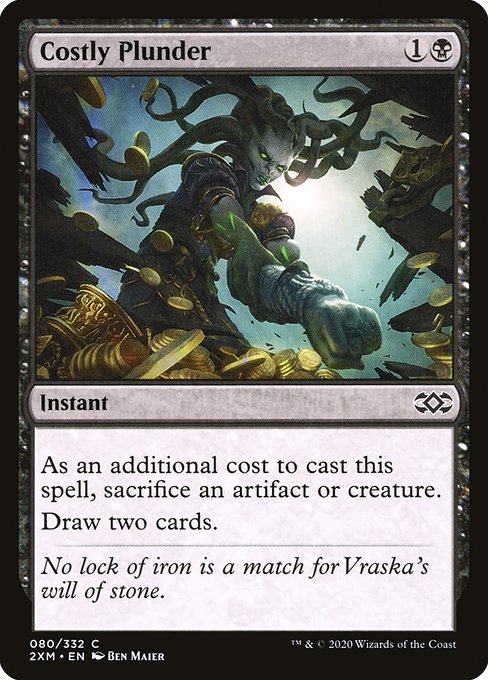 Costly Plunder 1
Instant
As an additional cost to cast this
spell, sacrifice an artifact or creature.
Draw two cards.
No lock of iron is a match for Vraska's
will of stone.
080/332 C
2XM • EN Ben Maier
™ & © 2020 Wizards of the Coast